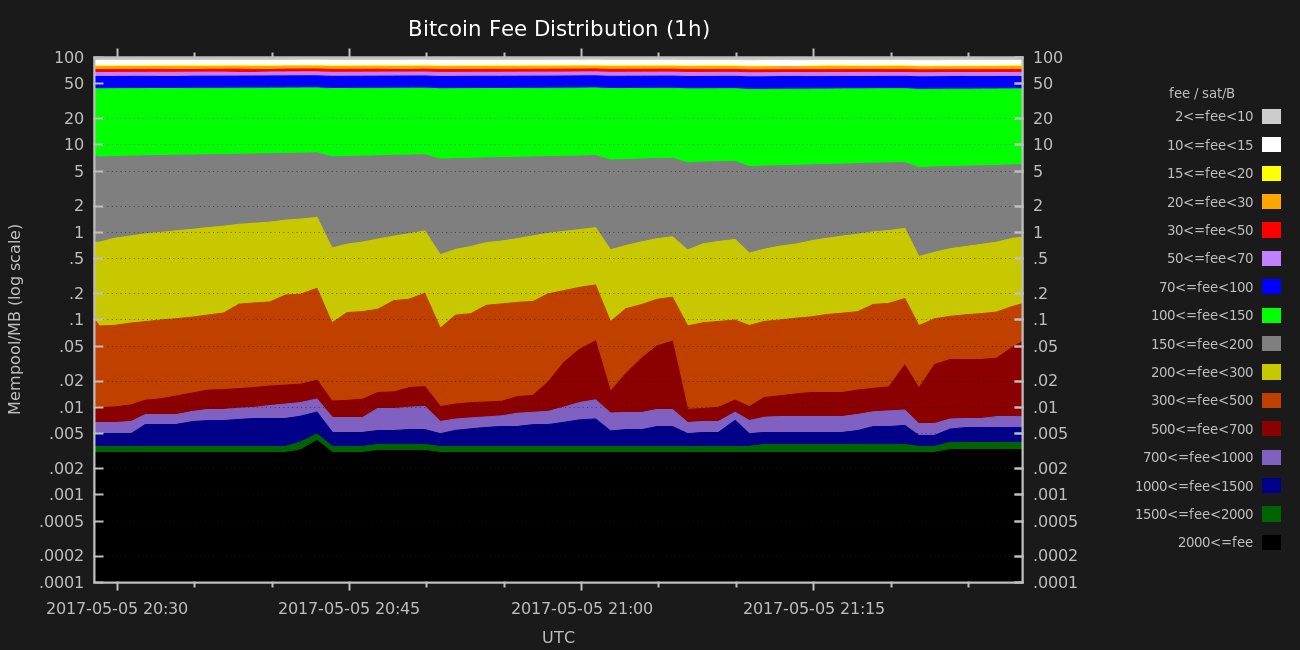 Bitcoin Fee Distribution (1h)
Mempool/MB (log scale)
100
50
20
10
5
2
1
.5
.2
.1
.05
.02
.01
.005
.002
.001
.0005
.0002
.0001
100
50
20
10
5
2
1
.5
.2
.1
.05
.02
.01
.005
.002
.001
.0005
.0002
.0001
2017-05-05 20:30
2017-05-05 20:45
2017-05-05 21:00
2017-05-05 21:15
UTC
fee / sat/B
2<=fee<10
10<=fee<15
15<=fee<20
20<=fee<30
30<=fee<50
50<=fee<70
70<=fee<100
100<=fee<150
150<=fee<200
200<=fee<300
300<=fee<500
500<=fee<700
700<=fee<1000
1000<=fee<1500
1500<=fee<2000
2000<=fee